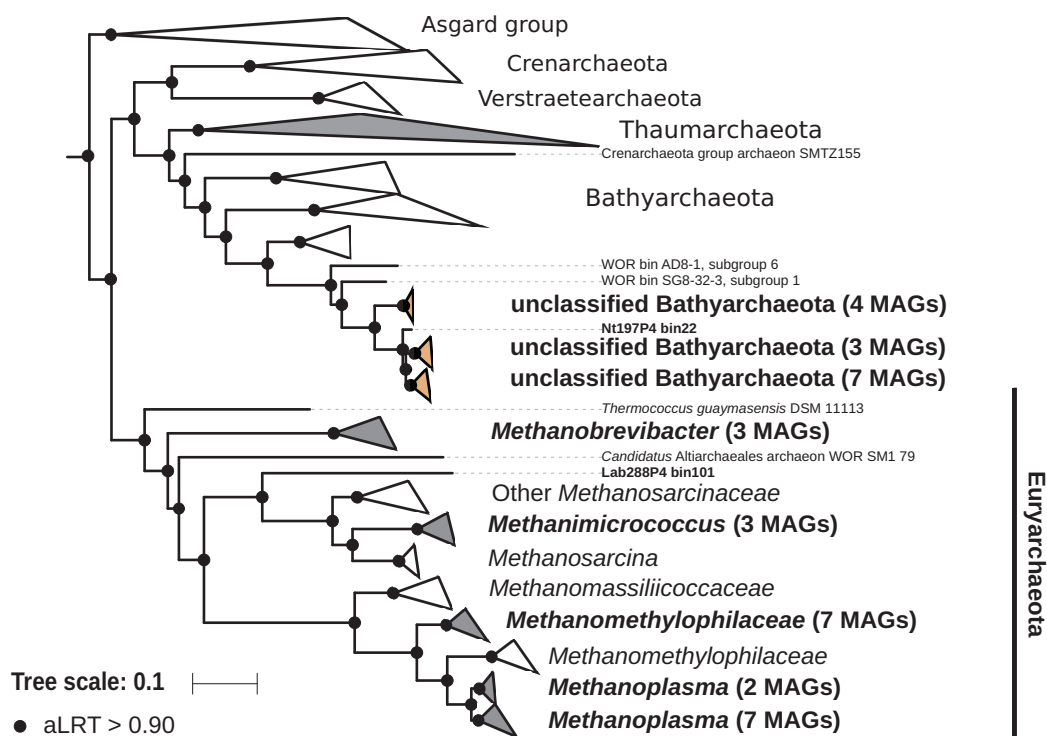 Asgard group
Crenarchaeota
Verstraetearchaeota
Thaumarchaeota
Crenarchaeota group archaeon SMTZ155
Bathyarchaeota
WOR bin AD8-1, subgroup 6
WOR bin SG8-32-3, subgroup 1
unclassified Bathyarchaeota (4 MAGs)
Nt197P4 bin22
unclassified Bathyarchaeota (3 MAGs)
unclassified Bathyarchaeota (7 MAGs)
Thermococcus guaymasensis DSM 11113
Methanobrevibacter (3 MAGs)
Candidatus Altiarchaeales archaeon WOR SM1 79
Lab288P4 bin101
Other Methanosarcinaceae
Methanimicrococcus (3 MAGs)
Methanosarcina
Methanomassiliicoccaceae
Methanomethylophilaceae (7 MAGs)
Methanomethylophilaceae
Methanoplasma (2 MAGs)
Methanoplasma (7 MAGs)
Euryarchaeota
Tree scale: 0.1
aLRT > 0.90